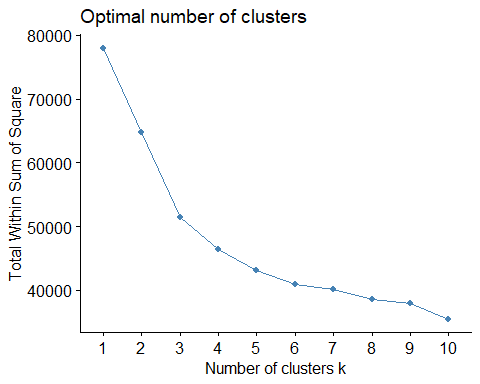 Optimal number of clusters
Total Within Sum of Square
80000
70000
60000
50000
40000
1 2 3 4 5 6 7 8 9 10
Number of clusters k